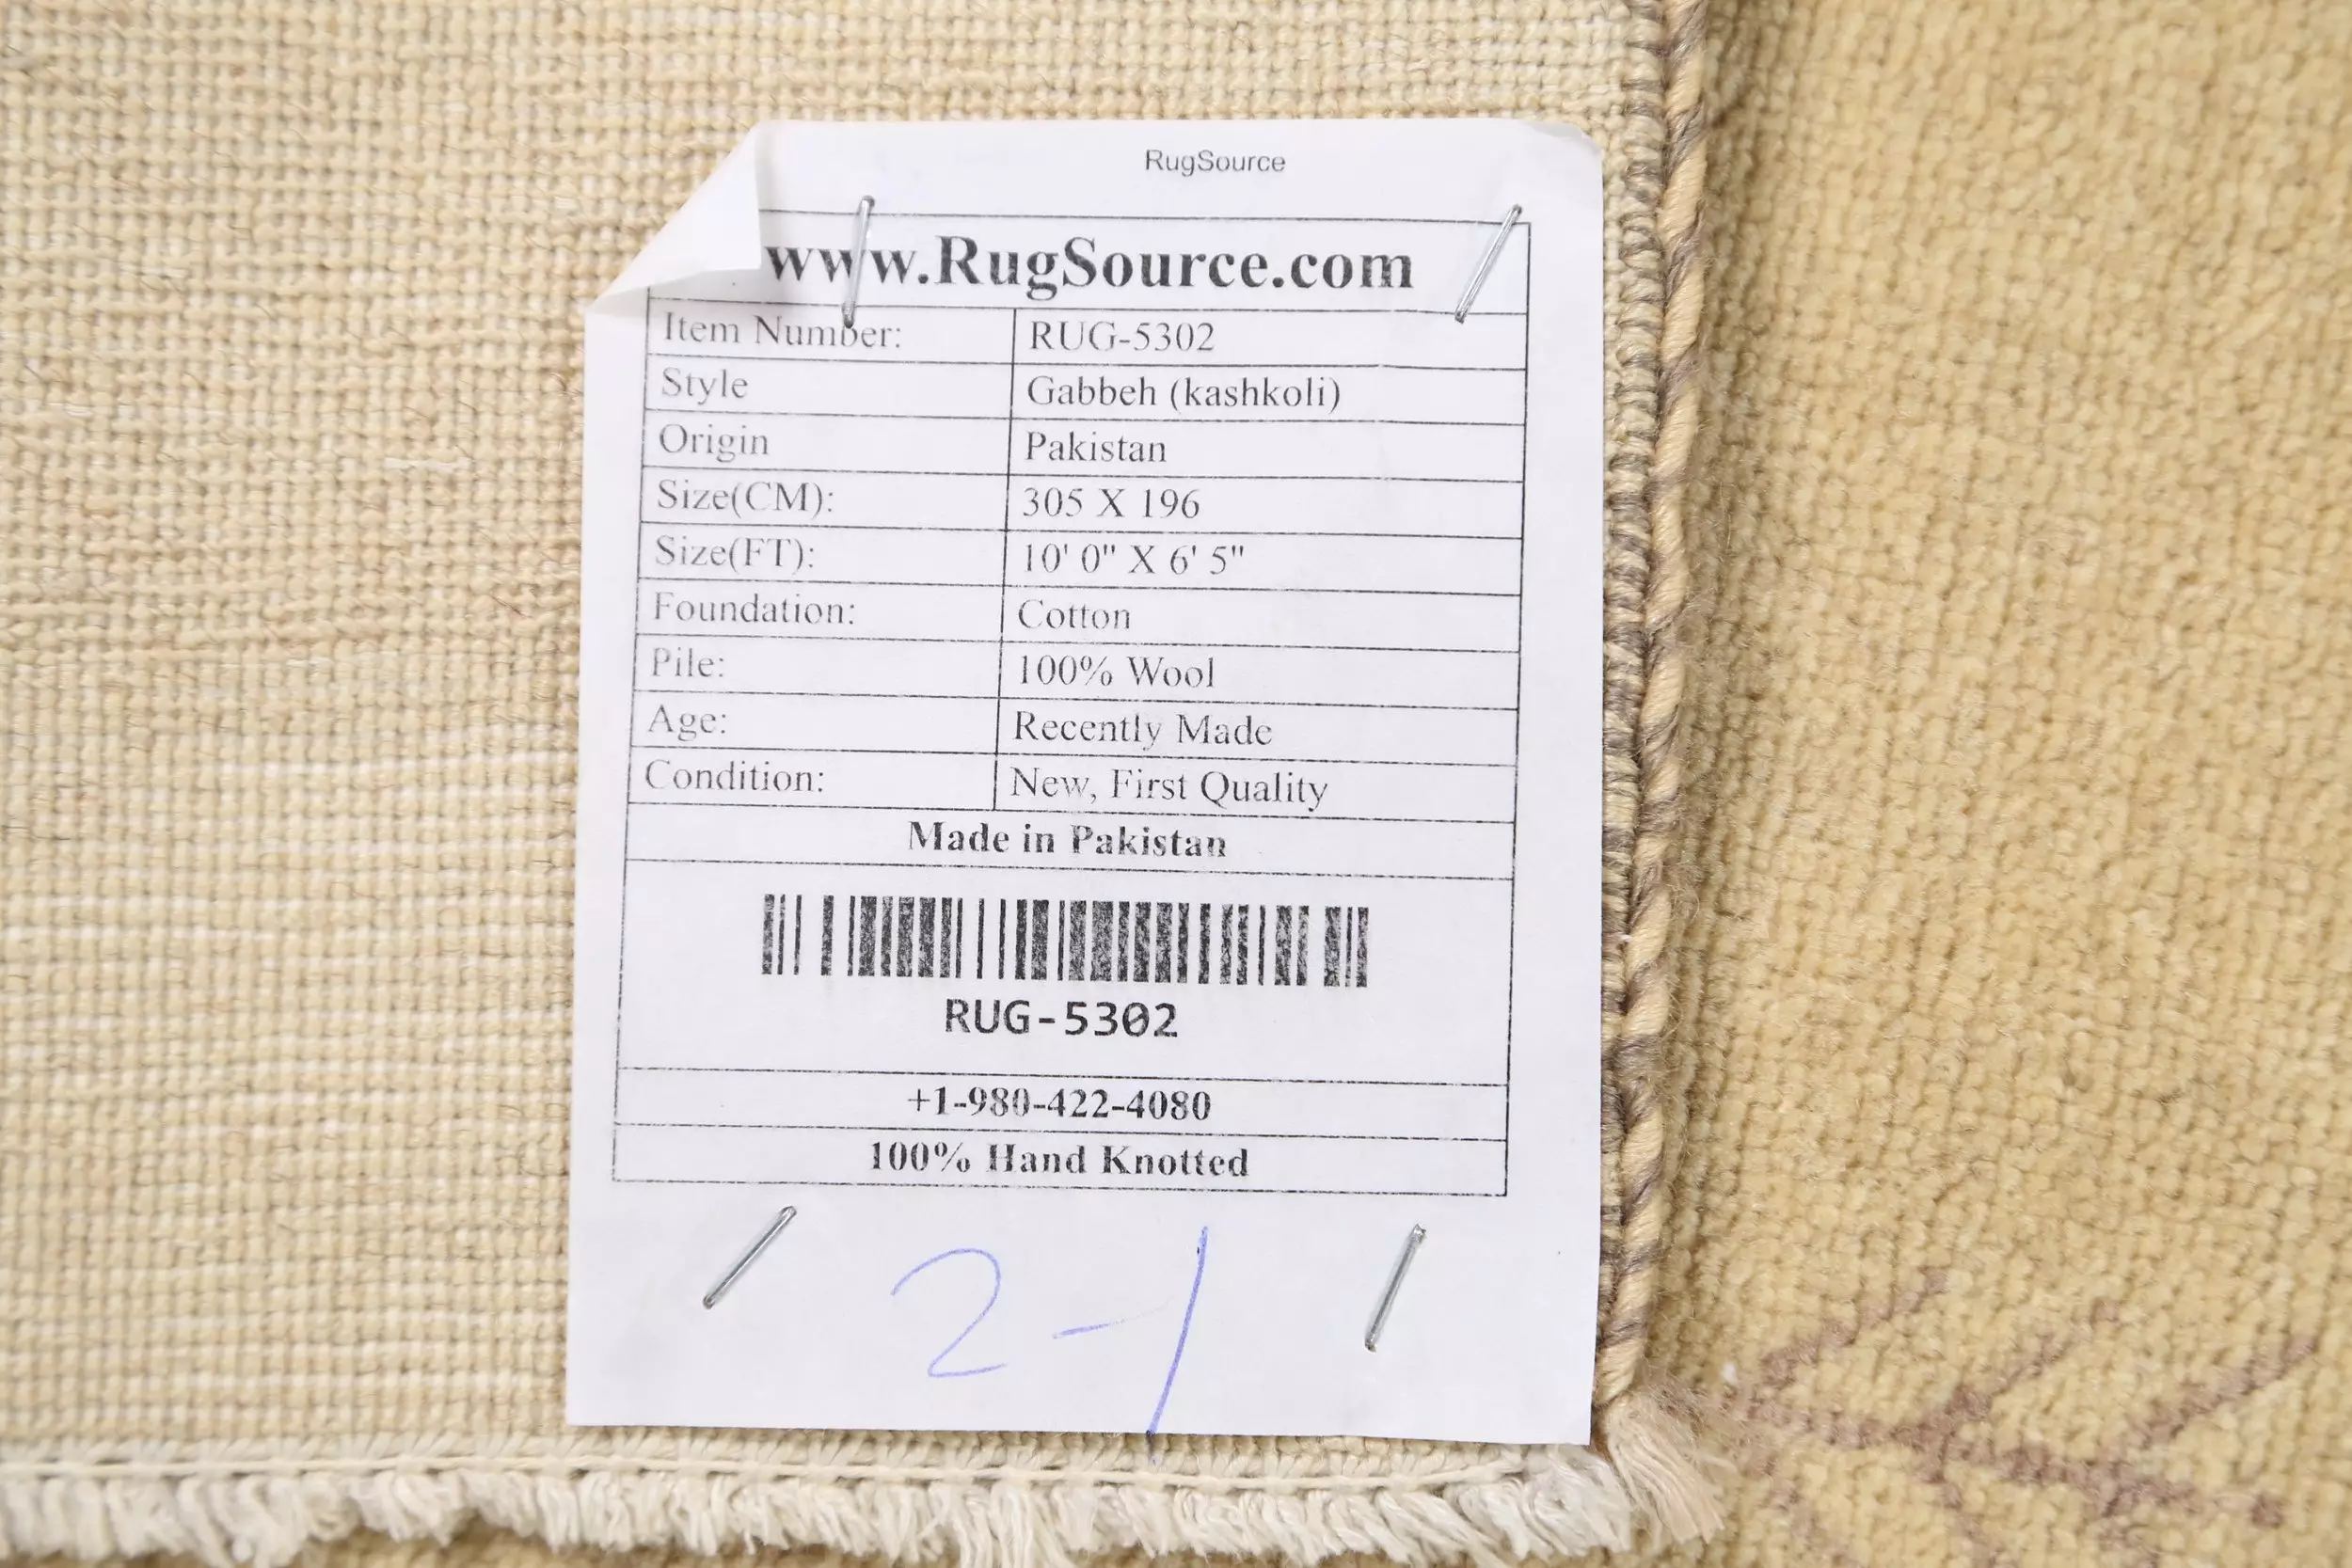 RugSource
www.RugSource.com
Item Number: RUG-5302
Style Gabbeh (kashkoli)
Origin Pakistan
Size(CM): 305 X 196
Size(FT): 10' 0" X 6' 5"
Foundation: Cotton
Pile: 100% Wool
Age: Recently Made
Condition: New, First Quality
Made in Pakistan
RUG-5302
+1-980-422-4080
100% Hand Knotted
2-1